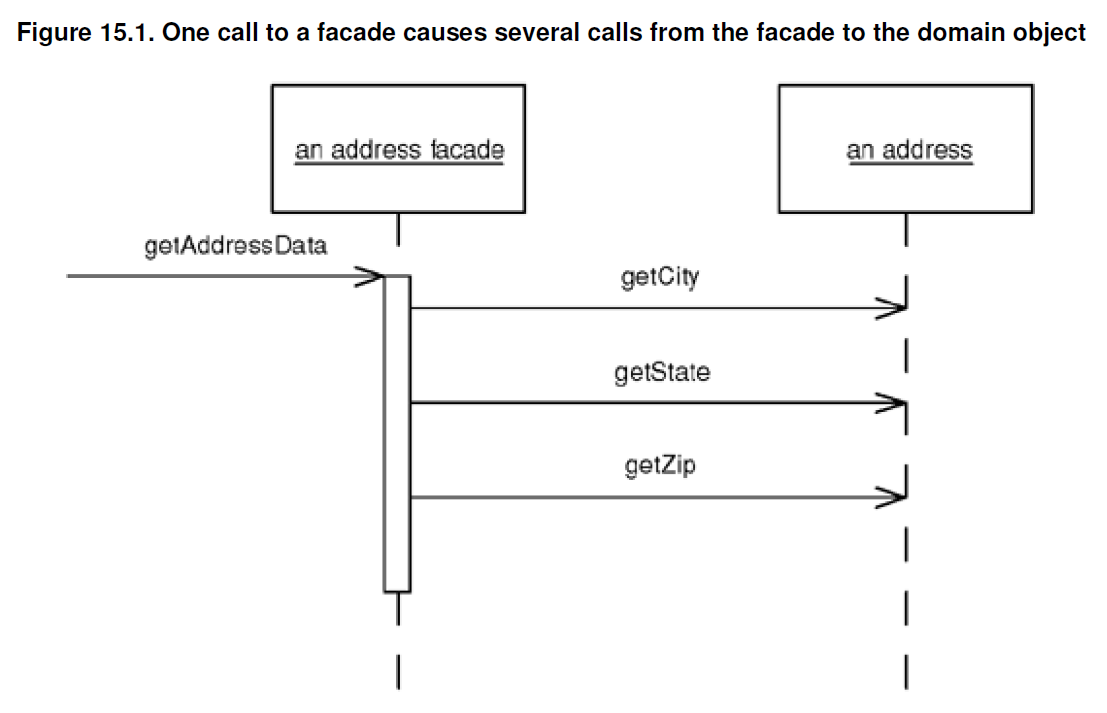 Figure 15.1. One call to a facade causes several calls from the facade to the domain object
an address facade
an address
getAddressData
getCity
getState
getZip